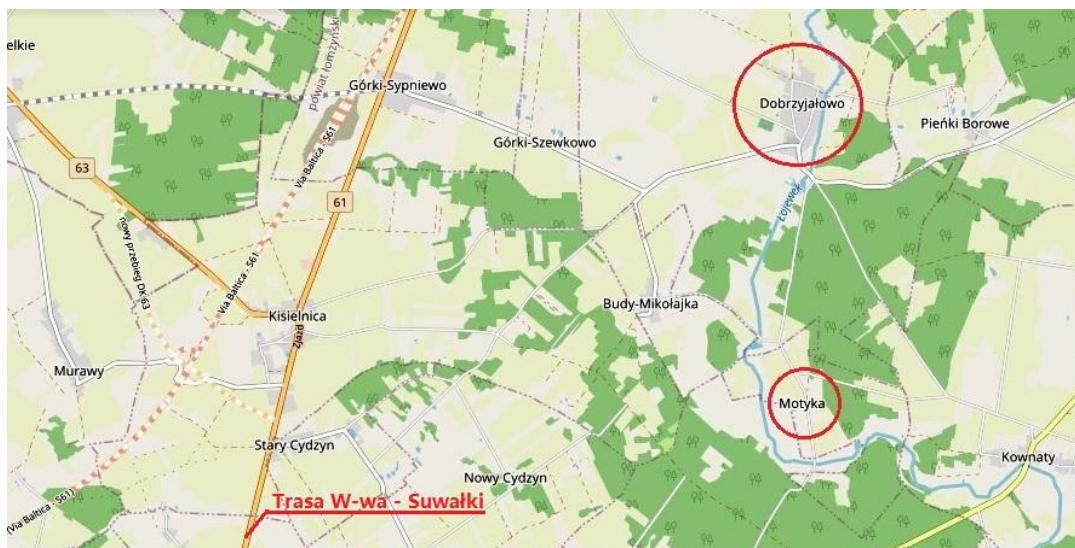 elkie
powiat łomżyński
Górki-Sypniewo
Dobrzyjałowo
Pieńki Borowe
Górki-Szewkowo
Via Baltica - S61
63
61
Łojewek
nowy przebieg DK 63
Via Baltica - S61
Budy-Mikołajka
Kisielnica
Zjazd
Murawy
Motyka
Stary Cydzyn
Kownaty
Nowy Cydzyn
(Via Baltica - S61)
Trasa W-wa - Suwałki